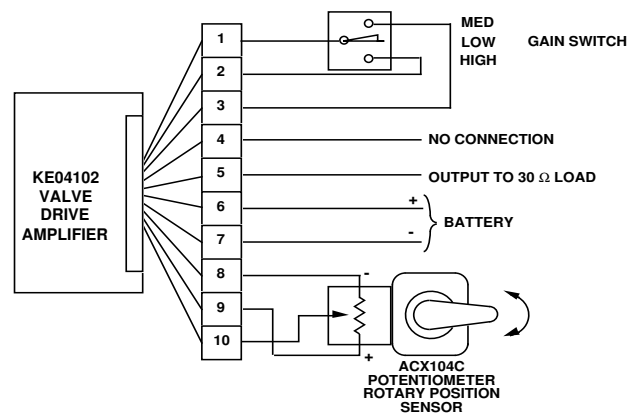 MED
1
LOW
GAIN SWITCH
HIGH
2
3
4
NO CONNECTION
KE04102
VALVE
DRIVE
AMPLIFIER
5
OUTPUT TO 30 Ω LOAD
6
+
BATTERY
7
-
8
-
9
10
+
ACX104C
POTENTIOMETER
ROTARY POSITION
SENSOR